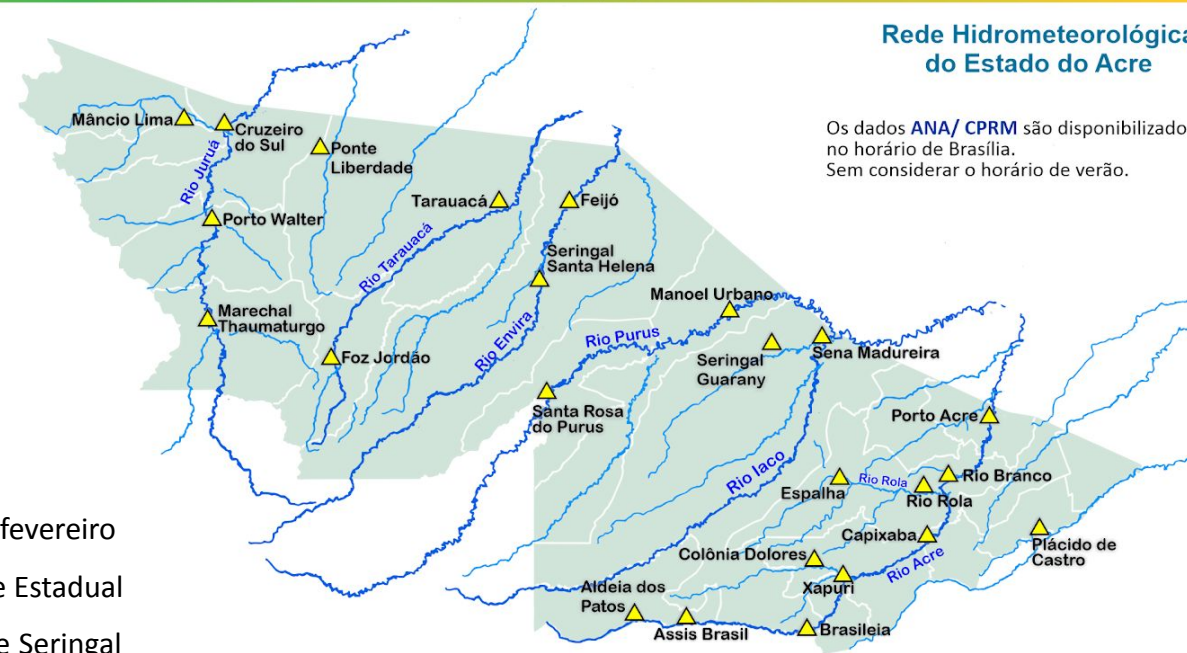 Rede Hidrometeorológica
do Estado do Acre
Os dados ANA/ CPRM são disponibilizado
no horário de Brasília.
Sem considerar o horário de verão.
Mâncio Lima
Cruzeiro
do Sul
Ponte
Liberdade
Rio Juruá
Tarauacá
Feijó
Porto Walter
Rio Tarauacá
Seringal
Santa Helena
Manoel Urbano
Marechal
Thaumaturgo
Rio Envira
Rio Purus
Foz Jordão
Seringal
Guarany
Sena Madureira
Santa Rosa
do Purus
Porto Acre
Rio Iaco
Espalha
Rio Rola
Rio Rola
Rio Branco
fevereiro
Capixaba
Plácido de
Castro
Colônia Dolores
Rio Acre
e Estadual
Xapuri
Aldeia dos
Patos
Assis Brasil
Brasileia
e Seringal